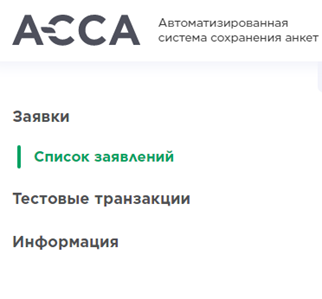 АССА
Автоматизированная
система сохранения анкет
Заявки
Список заявлений
Тестовые транзакции
Информация